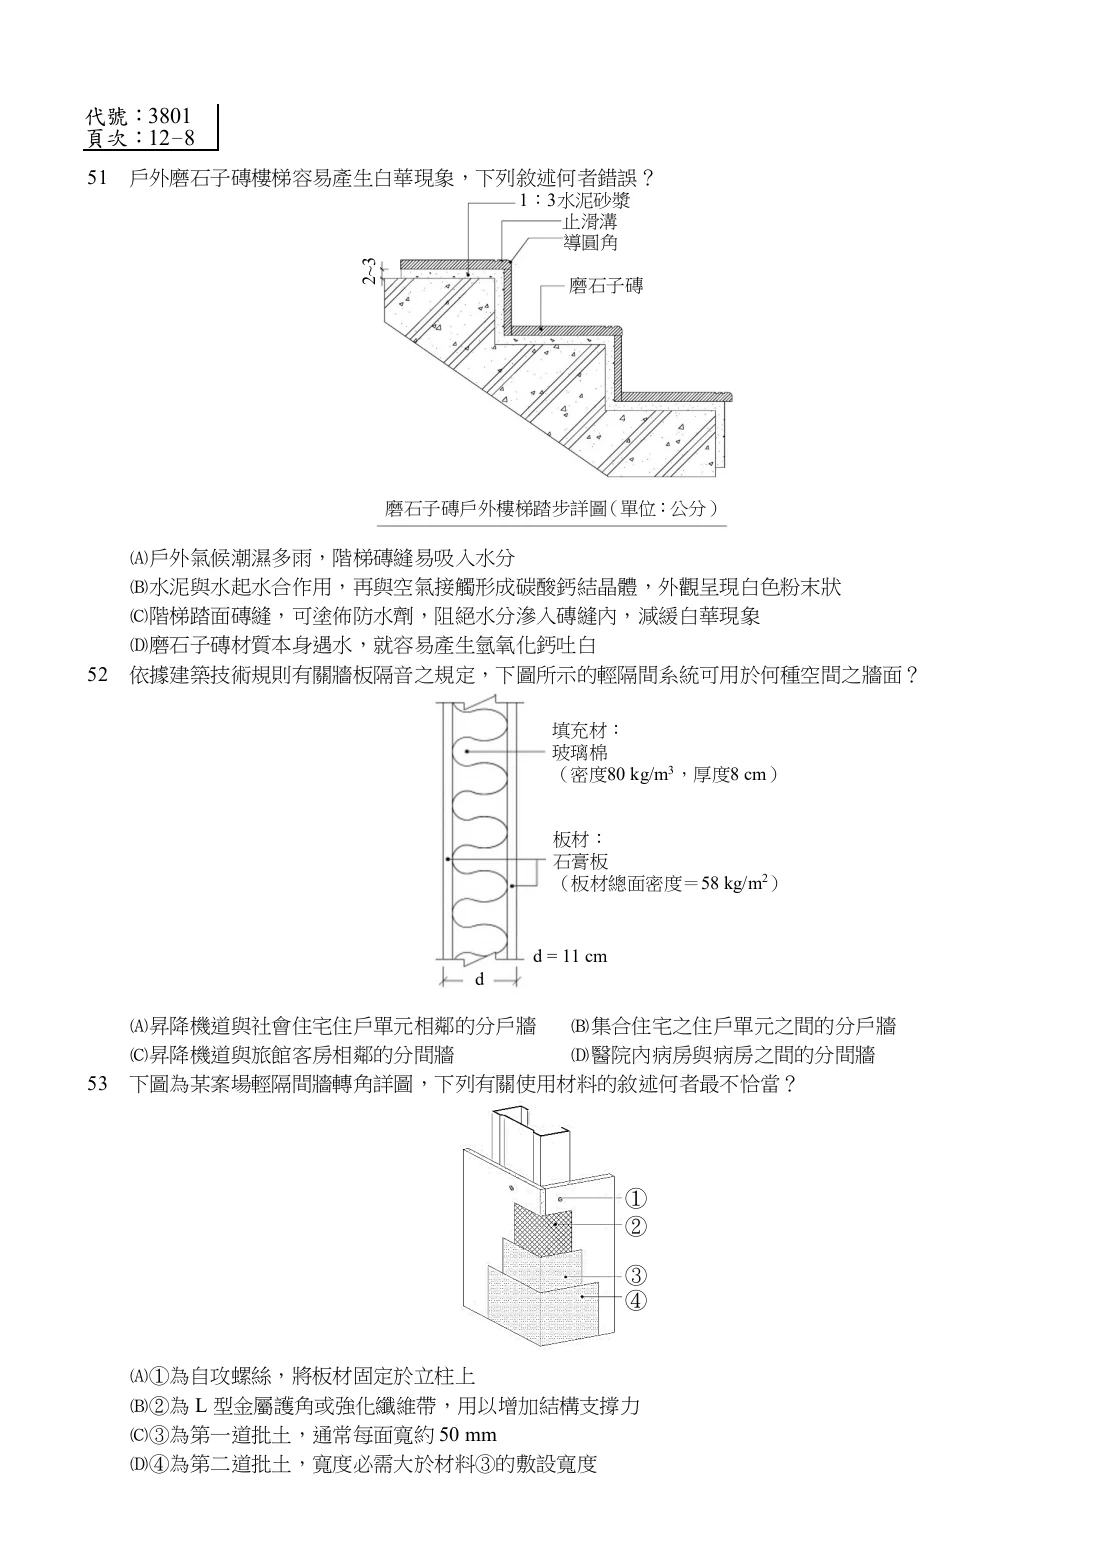 代號：3801
頁次：12－8
51 戶外磨石子磚樓梯容易產生白華現象，下列敘述何者錯誤？
1：3水泥砂漿
止滑溝
導圓角
2~3
磨石子磚
磨石子磚戶外樓梯踏步詳圖（單位：公分）
(A)戶外氣候潮濕多雨，階梯磚縫易吸入水分
(B)水泥與水起水合作用，再與空氣接觸形成碳酸鈣結晶體，外觀呈現白色粉末狀
(C)階梯踏面磚縫，可塗佈防水劑，阻絕水分滲入磚縫內，減緩白華現象
(D)磨石子磚材質本身遇水，就容易產生氫氧化鈣吐白
52 依據建築技術規則有關牆板隔音之規定，下圖所示的輕隔間系統可用於何種空間之牆面？
填充材：
玻璃棉
（密度80 kg/m³，厚度8 cm）
板材：
石膏板
（板材總面密度＝58 kg/m²）
d = 11 cm
d
(A)昇降機道與社會住宅住戶單元相鄰的分戶牆 (B)集合住宅之住戶單元之間的分戶牆
(C)昇降機道與旅館客房相鄰的分間牆 (D)醫院內病房與病房之間的分間牆
53 下圖為某案場輕隔間牆轉角詳圖，下列有關使用材料的敘述何者最不恰當？
①
②
③
④
(A)①為自攻螺絲，將板材固定於立柱上
(B)②為 L 型金屬護角或強化纖維帶，用以增加結構支撐力
(C)③為第一道批土，通常每面寬約 50 mm
(D)④為第二道批土，寬度必需大於材料③的敷設寬度